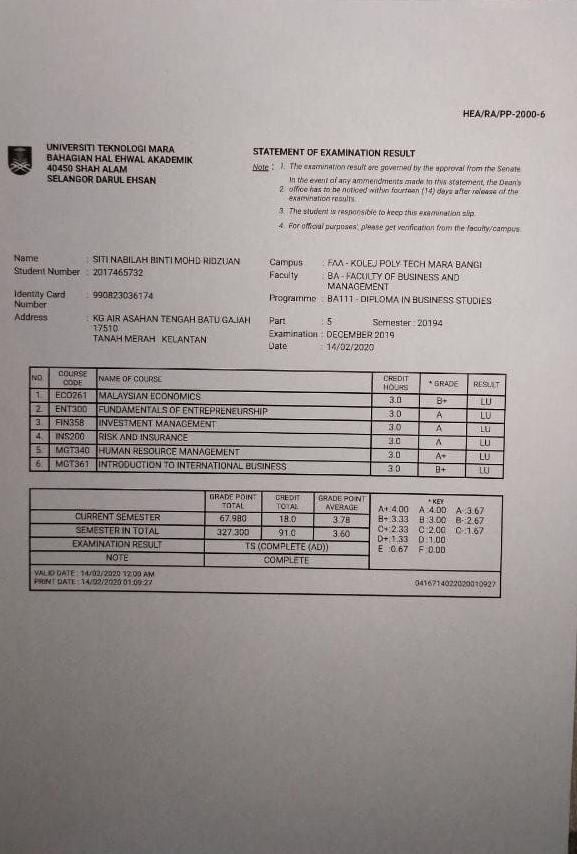 HEA/RA/PP-2000-6
UNIVERSITI TEKNOLOGI MARA
BAHAGIAN HAL EHWAL AKADEMIK
40450 SHAH ALAM
SELANGOR DARUL EHSAN
STATEMENT OF EXAMINATION RESULT
Note : 1. The examination result are governed by the approval from the Senate.
2. In the event of any ammendments made to this statement, the Dean's
office has to be noticed within fourteen (14) days after release of the
examination results.
3. The student is responsible to keep this examination slip.
4. For official purposes, please get verification from the faculty/campus.
Name : SITI NABILAH BINTI MOHD RIDZUAN
Student Number : 2017465732
Identity Card Number : 990823036174
Address : KG AIR ASAHAN TENGAH BATU GAJAH
17510
TANAH MERAH KELANTAN
Campus : FAA - KOLEJ POLY TECH MARA BANGI
Faculty : BA - FACULTY OF BUSINESS AND
MANAGEMENT
Programme : BA111 - DIPLOMA IN BUSINESS STUDIES
Part : 5 Semester : 20194
Examination : DECEMBER 2019
Date : 14/02/2020
NO. COURSE CODE NAME OF COURSE CREDIT HOURS * GRADE RESULT
1. ECO261 MALAYSIAN ECONOMICS 3.0 B+ LU
2. ENT300 FUNDAMENTALS OF ENTREPRENEURSHIP 3.0 A LU
3. FIN358 INVESTMENT MANAGEMENT 3.0 A LU
4. INS200 RISK AND INSURANCE 3.0 A LU
5. MGT340 HUMAN RESOURCE MANAGEMENT 3.0 A+ LU
6. MGT361 INTRODUCTION TO INTERNATIONAL BUSINESS 3.0 B+ LU
GRADE POINT TOTAL CREDIT TOTAL GRADE POINT AVERAGE
CURRENT SEMESTER 67.980 18.0 3.78
SEMESTER IN TOTAL 327.300 91.0 3.60
EXAMINATION RESULT TS (COMPLETE (AD))
NOTE COMPLETE
* KEY
A+:4.00 A :4.00 A-:3.67
B+:3.33 B:3.00 B-:2.67
C+:2.33 C:2.00 C-:1.67
D+:1.33 D:1.00
E :0.67 F :0.00
VALID DATE : 14/02/2020 12:00 AM
PRINT DATE : 14/02/2020 01:09:27
0416714022020010927